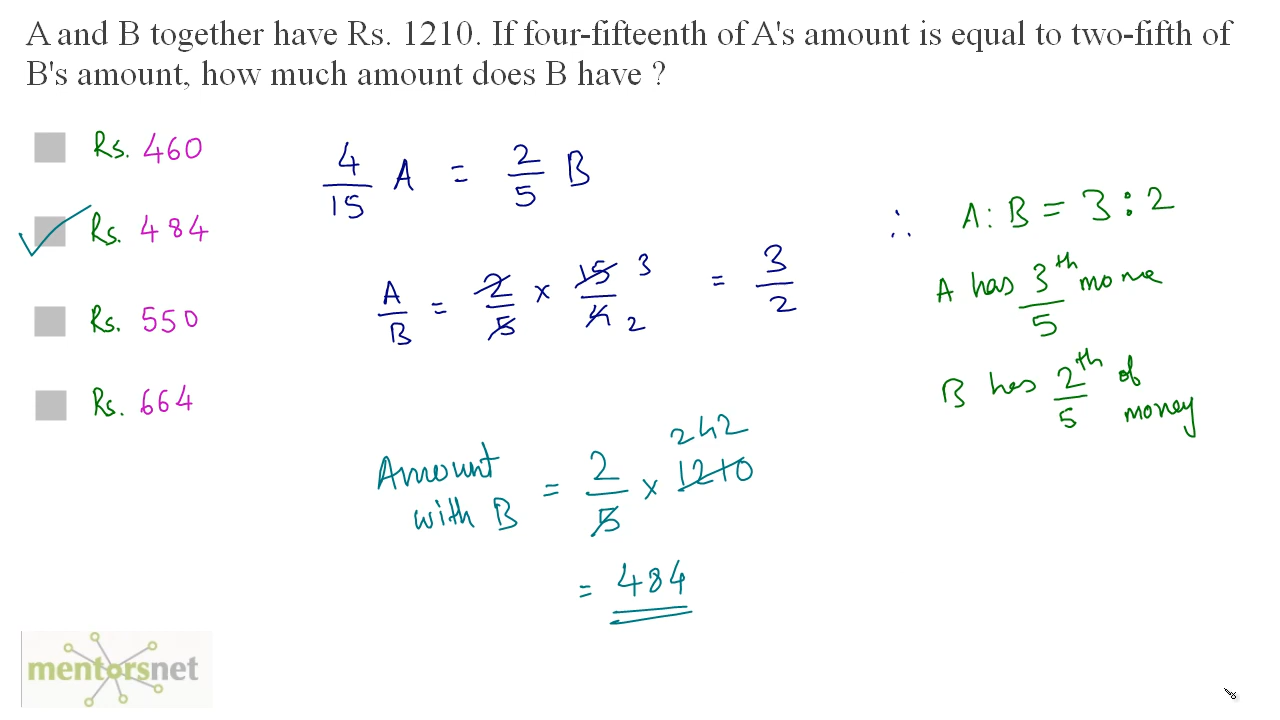 A and B together have Rs. 1210. If four-fifteenth of A's amount is equal to two-fifth of
B's amount, how much amount does B have ?
Rs. 460
Rs. 484
Rs. 550
Rs. 664
4/15 A = 2/5 B
A/B = 2/5 x 15/4 3 2 = 3/2
∴ A : B = 3 : 2
A has 3/5 th mone
B has 2/5 th of
money
Amount
with B = 2/5 x 1210 242
= 484
mentorsnet